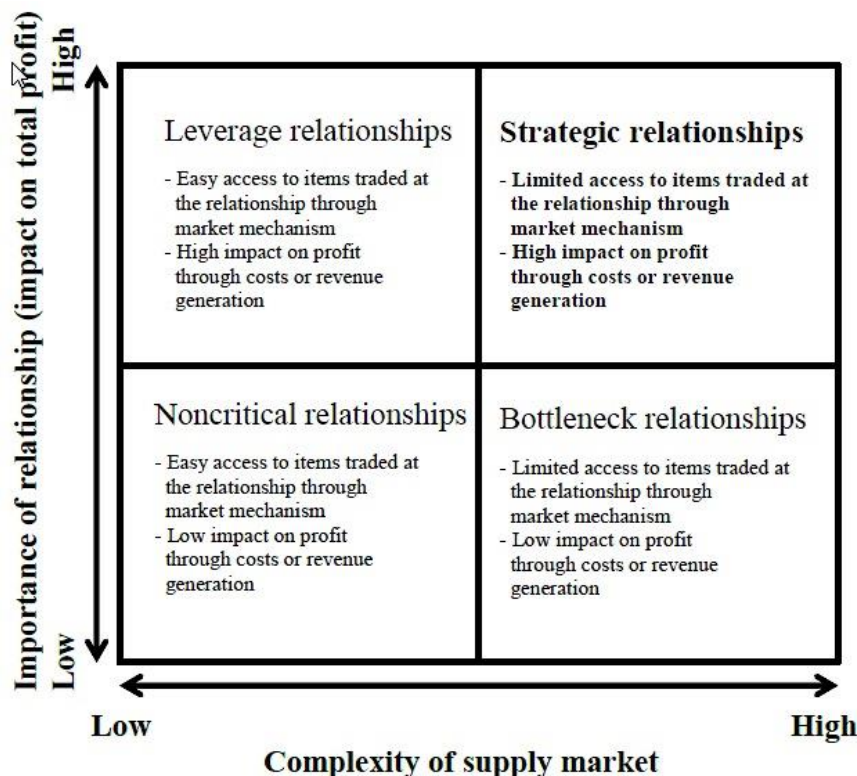 Importance of relationship (impact on total profit)
High
Low
Leverage relationships
- Easy access to items traded at
the relationship through
market mechanism
- High impact on profit
through costs or revenue
generation
Strategic relationships
- Limited access to items traded at
the relationship through
market mechanism
- High impact on profit
through costs or revenue
generation
Noncritical relationships
- Easy access to items traded at
the relationship through
market mechanism
- Low impact on profit
through costs or revenue
generation
Bottleneck relationships
- Limited access to items traded at
the relationship through
market mechanism
- Low impact on profit
through costs or revenue
generation
Low
High
Complexity of supply market